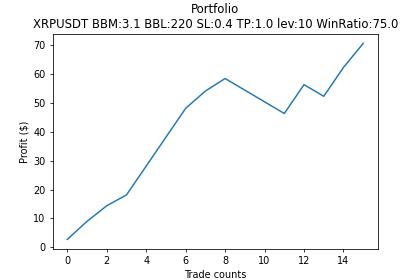 Portfolio
XRPUSDT BBM:3.1 BBL:220 SL:0.4 TP:1.0 lev:10 WinRatio:75.0
70
60
50
40
30
20
10
0
Profit ($)
0 2 4 6 8 10 12 14
Trade counts